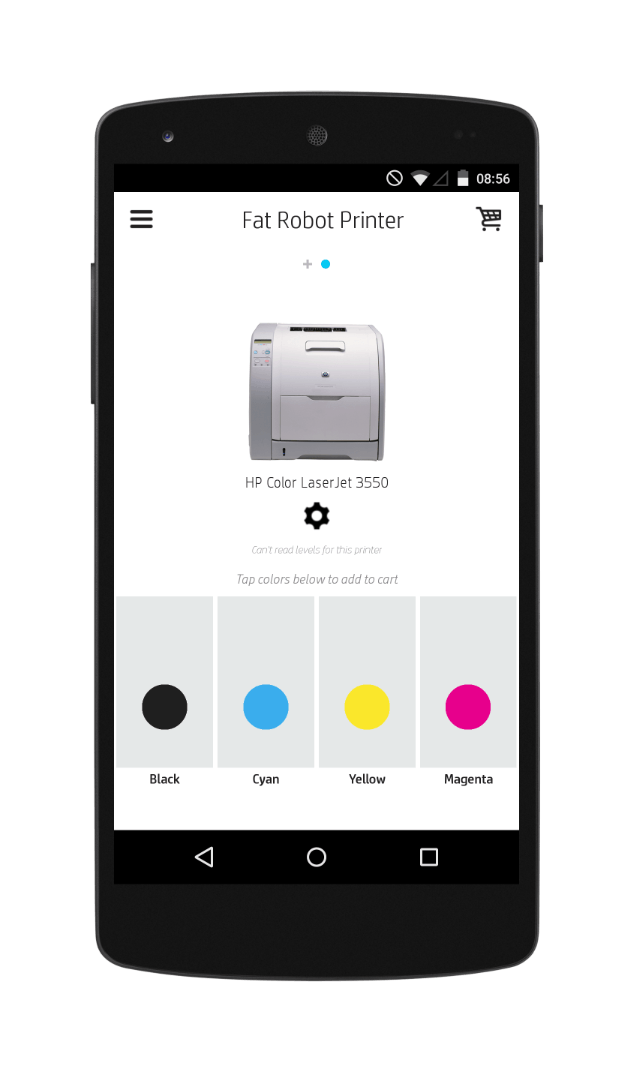 08:56
Fat Robot Printer
HP Color LaserJet 3550
Can't read levels for this printer
Tap colors below to add to cart
Black Cyan Yellow Magenta